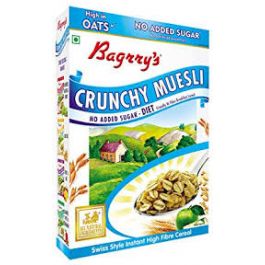 High in
OATS
NO ADDED SUGAR
Bagrry's
CRUNCHY MUESLI
NO ADDED SUGAR - DIET
Swiss Style Instant High Fibre Cereal